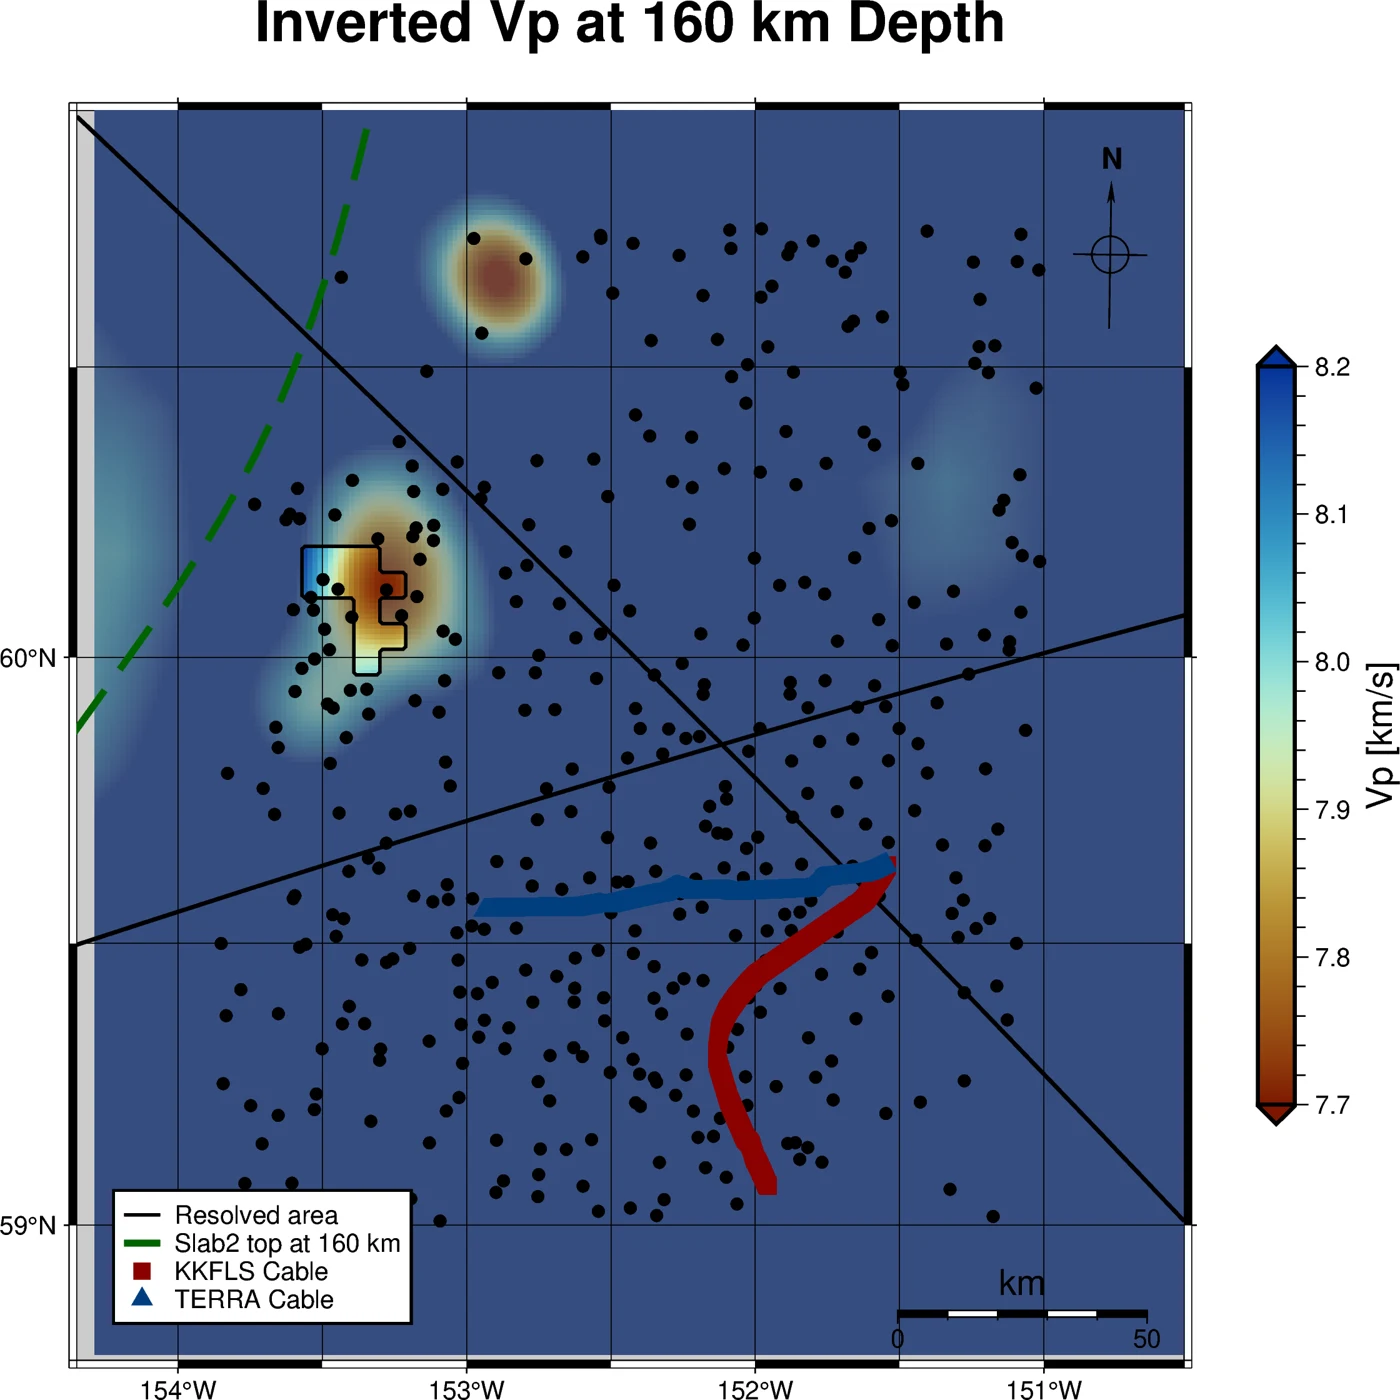 Inverted Vp at 160 km Depth
N
8.2
8.1
8.0
7.9
7.8
7.7
Vp [km/s]
60°N
59°N
Resolved area
Slab2 top at 160 km
KKFLS Cable
TERRA Cable
km
0 50
154°W 153°W 152°W 151°W